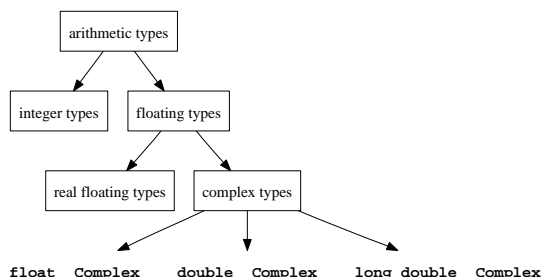 arithmetic types
integer types floating types
real floating types complex types
float _Complex double _Complex long double _Complex